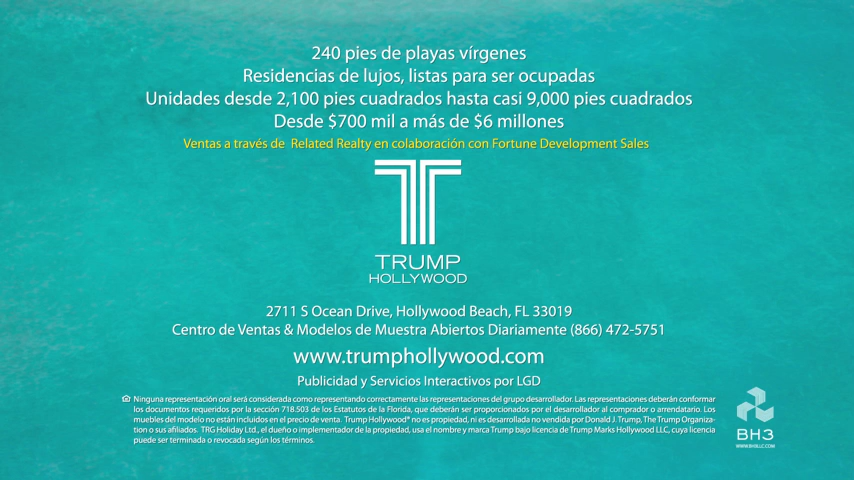 240 pies de playas vírgenes
Residencias de lujos, listas para ser ocupadas
Unidades desde 2,100 pies cuadrados hasta casi 9,000 pies cuadrados
Desde $700 mil a más de $6 millones
Ventas a través de Related Realty en colaboración con Fortune Development Sales
TRUMP
HOLLYWOOD
2711 S Ocean Drive, Hollywood Beach, FL 33019
Centro de Ventas & Modelos de Muestra Abiertos Diariamente (866) 472-5751
www.trumphollywood.com
Publicidad y Servicios Interactivos por LGD
Ninguna representación oral será considerada como representando correctamente las representaciones del grupo desarrollador. Las representaciones deberán conformar
los documentos requeridos por la sección 718.503 de los Estatutos de la Florida, que deberán ser proporcionados por el desarrollador al comprador o arrendatario. Los
muebles del modelo no están incluidos en el precio de venta. Trump Hollywood® no es propiedad, ni es desarrollada no vendida por Donald J. Trump, The Trump Organiza-
tion o sus afiliados. TRG Holiday Ltd., el dueño o implementador de la propiedad, usa el nombre y marca Trump bajo licencia de Trump Marks Hollywood LLC, cuya licencia
puede ser terminada o revocada según los términos.
BH3
WWW.BH3LLC.COM